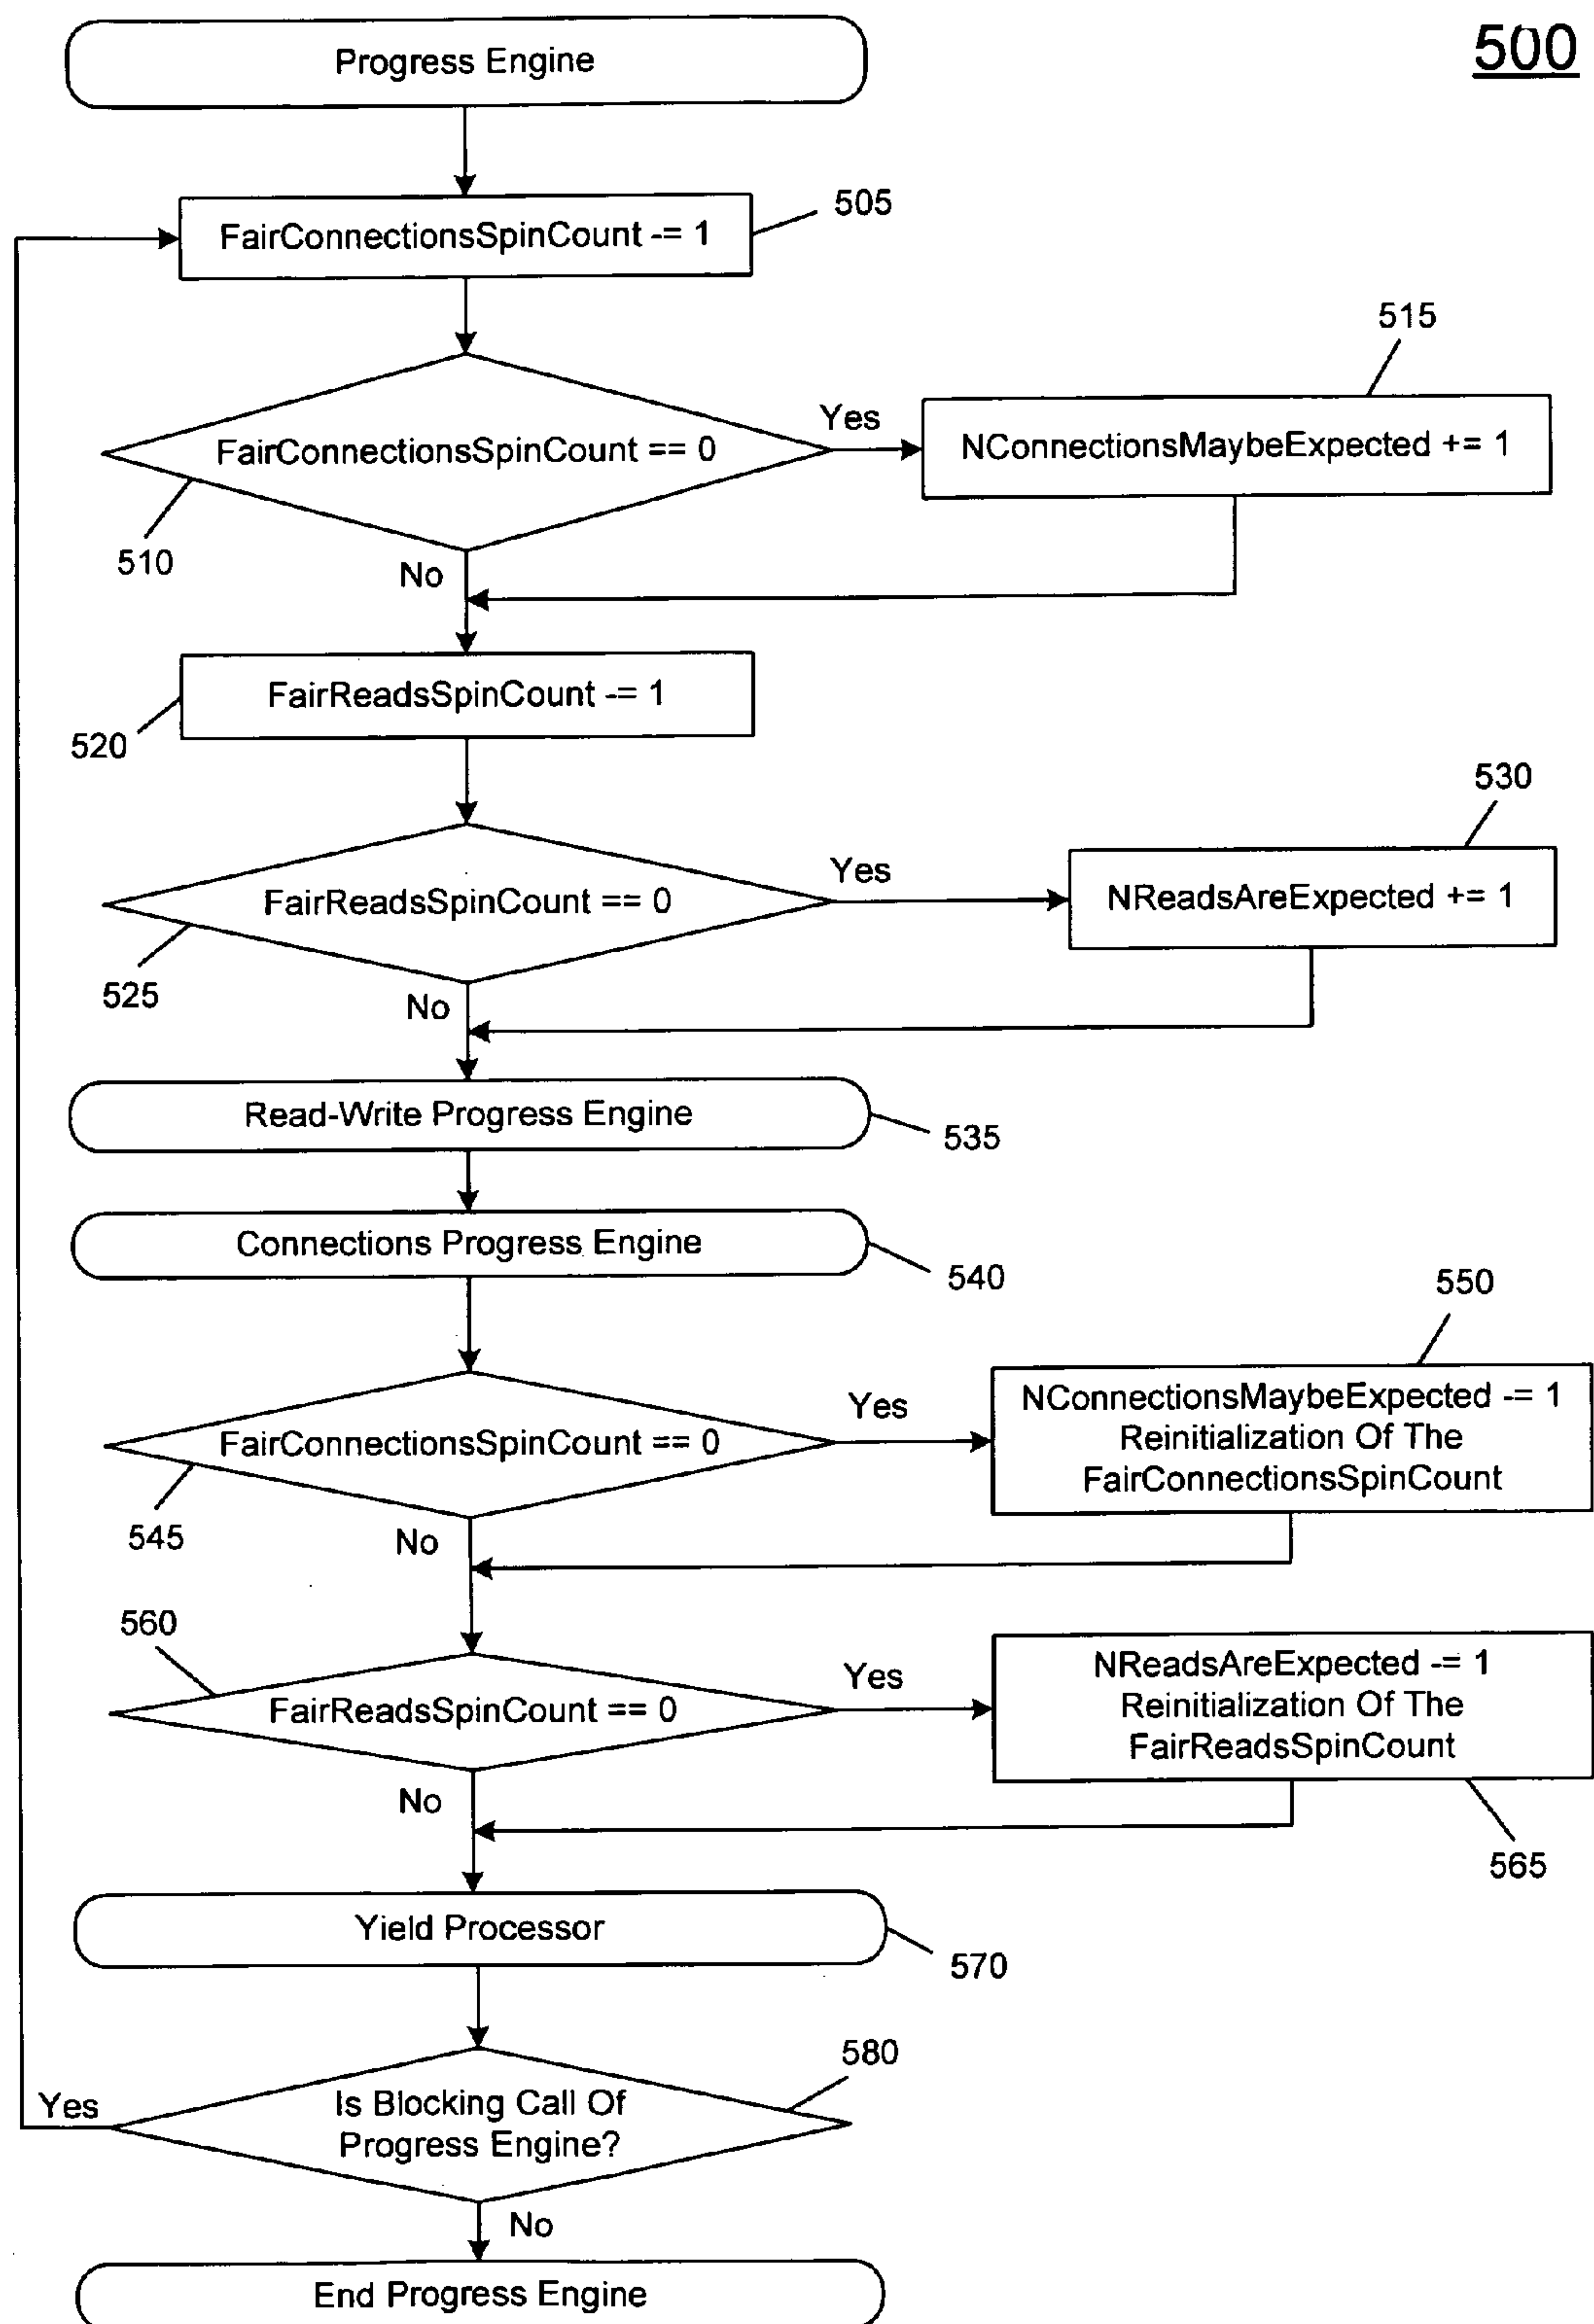 500
Progress Engine
505
FairConnectionsSpinCount -= 1
515
Yes
FairConnectionsSpinCount == 0
NConnectionsMaybeExpected += 1
510
No
FairReadsSpinCount -= 1
520
530
Yes
FairReadsSpinCount == 0
NReadsAreExpected += 1
525
No
Read-Write Progress Engine
535
Connections Progress Engine
540
550
Yes
FairConnectionsSpinCount == 0
NConnectionsMaybeExpected -= 1
Reinitialization Of The
FairConnectionsSpinCount
545
No
560
Yes
FairReadsSpinCount == 0
NReadsAreExpected -= 1
Reinitialization Of The
FairReadsSpinCount
No
565
Yield Processor
570
580
Yes
Is Blocking Call Of
Progress Engine?
No
End Progress Engine